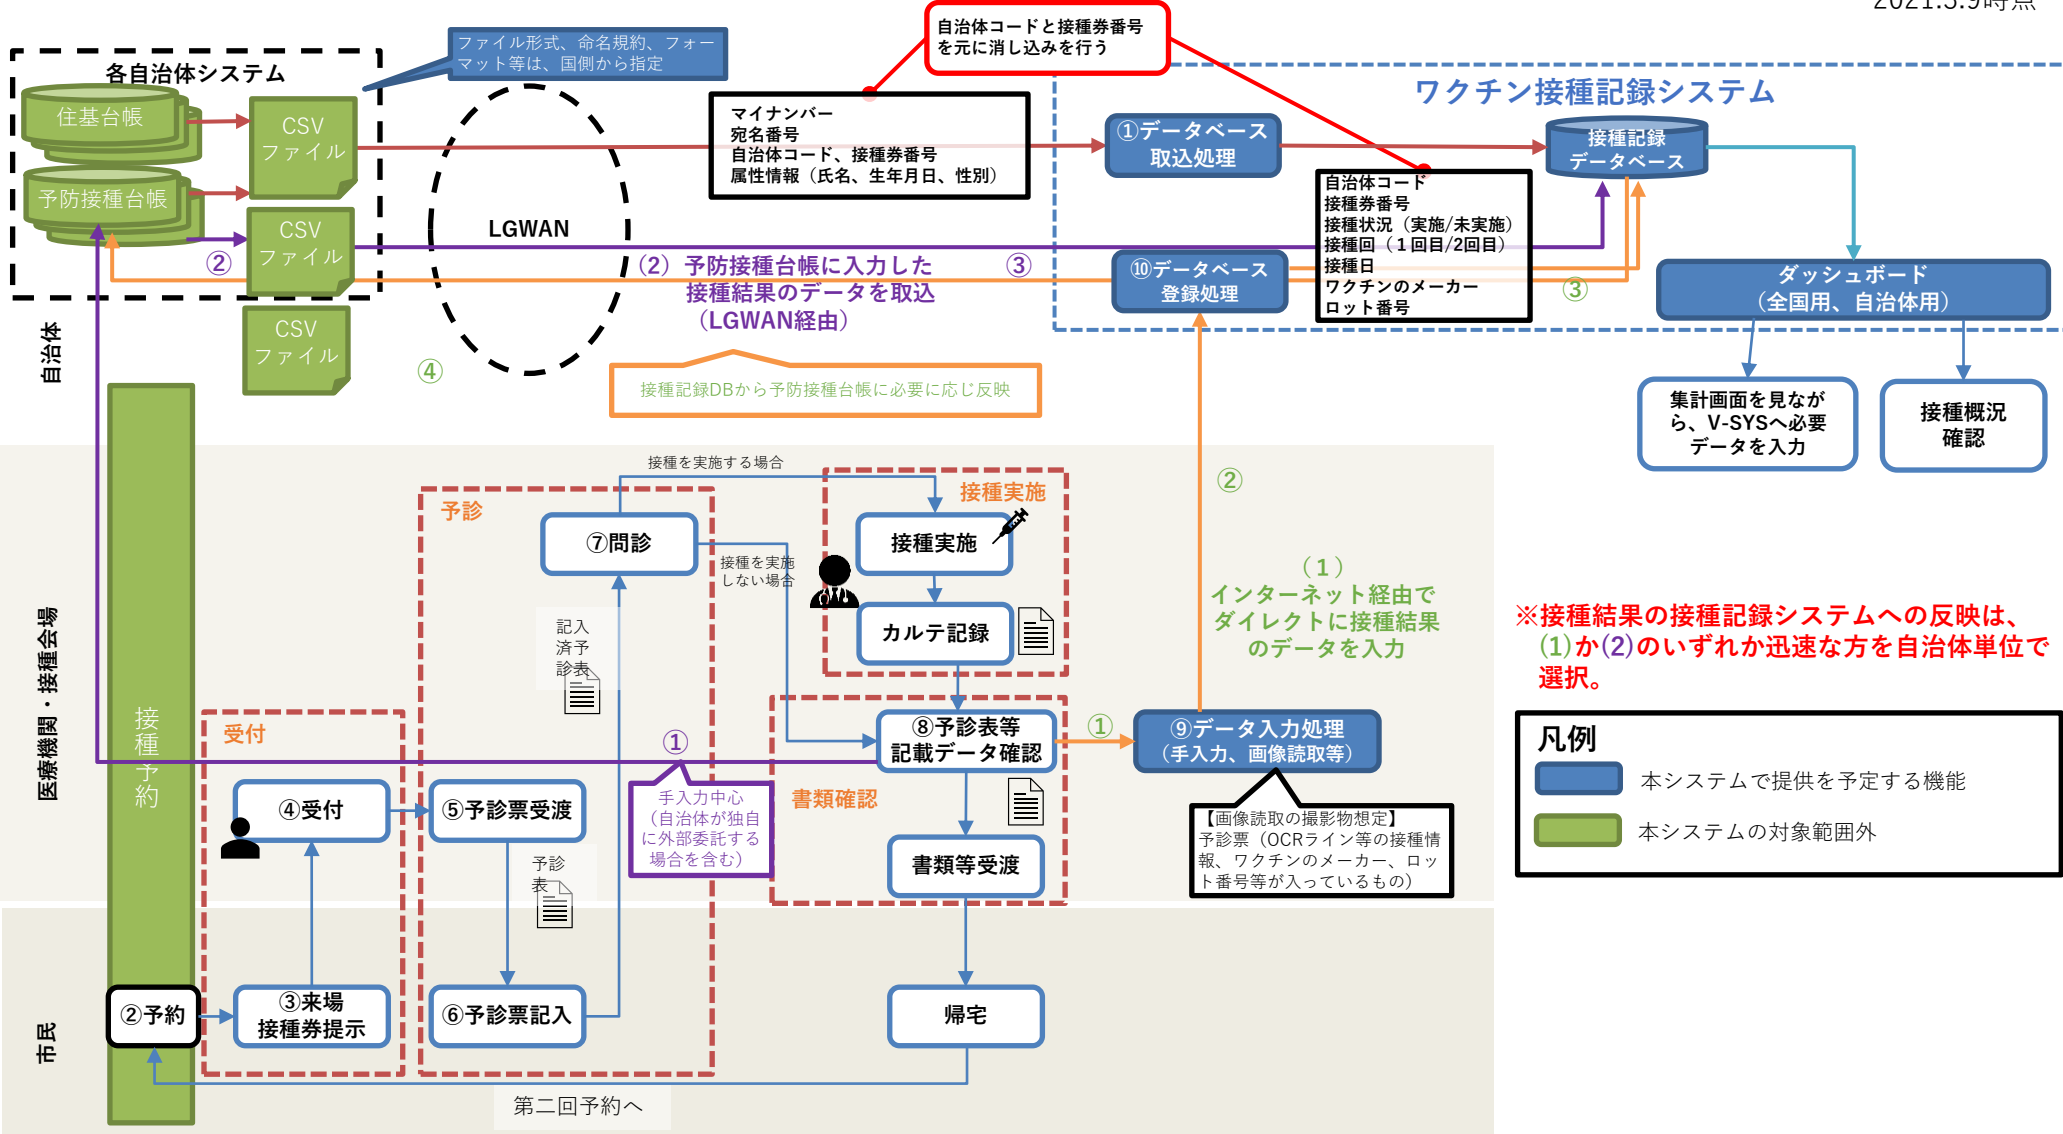 2021.3.9時点
自治体コードと接種券番号
を元に消し込みを行う
ファイル形式、命名規約、フォー
マット等は、国側から指定
各自治体システム
住基台帳
予防接種台帳
CSV
ファイル
CSV
ファイル
CSV
ファイル
LGWAN
マイナンバー
宛名番号
自治体コード、接種券番号
属性情報（氏名、生年月日、性別）
ワクチン接種記録システム
①データベース
取込処理
接種記録
データベース
自治体コード
接種券番号
接種状況（実施/未実施）
接種回（１回目/2回目）
接種日
ワクチンのメーカー
ロット番号
②
（2）予防接種台帳に入力した
接種結果のデータを取込
（LGWAN経由）
③
⑩データベース
登録処理
③
ダッシュボード
（全国用、自治体用）
自治体
④
接種記録DBから予防接種台帳に必要に応じ反映
集計画面を見なが
ら、V-SYSへ必要
データを入力
接種概況
確認
医療機関・接種会場
接種予約
予診
接種を実施する場合
⑦問診
接種を実施
しない場合
接種実施
接種実施
カルテ記録
②
（１）
インターネット経由で
ダイレクトに接種結果
のデータを入力
記入
済予
診表
※接種結果の接種記録システムへの反映は、
(1)か(2)のいずれか迅速な方を自治体単位で
選択。
受付
①
⑧予診表等
記載データ確認
①
⑨データ入力処理
（手入力、画像読取等）
④受付
⑤予診票受渡
手入力中心
（自治体が独自
に外部委託する
場合を含む）
書類確認
書類等受渡
【画像読取の撮影物想定】
予診票（OCRライン等の接種情
報、ワクチンのメーカー、ロッ
ト番号等が入っているもの）
凡例
本システムで提供を予定する機能
本システムの対象範囲外
予診
表
市民
②予約
③来場
接種券提示
⑥予診票記入
帰宅
第二回予約へ